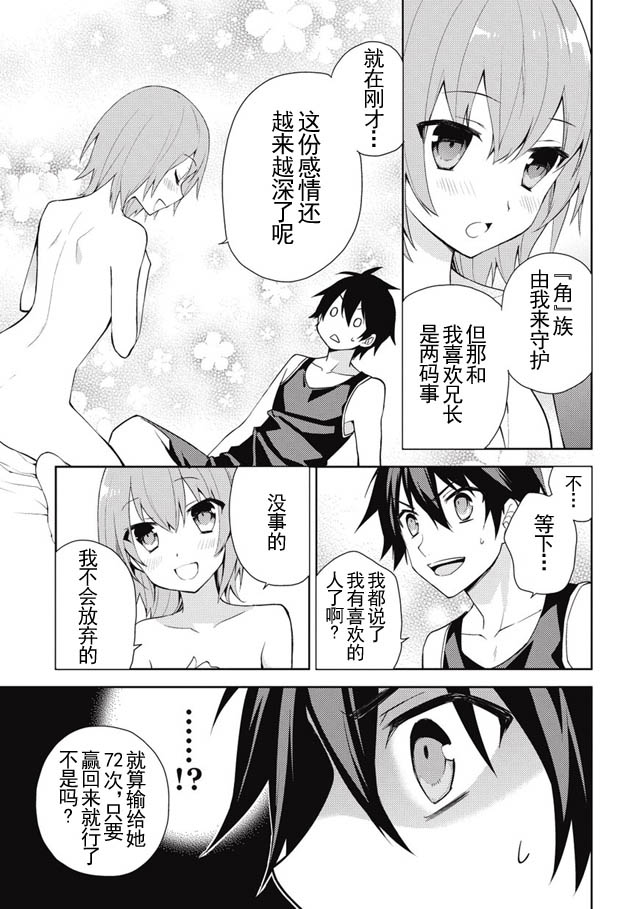 『角』族
由我来守护
但那和
我喜欢兄长
是两码事
就在刚才…
这份感情还
越来越深了呢
不…
等下…
我都说了
我有喜欢的
人了啊?
没事的
我不会放弃的
……!?
就算输给她
72次,只要
赢回来就行了
不是吗?